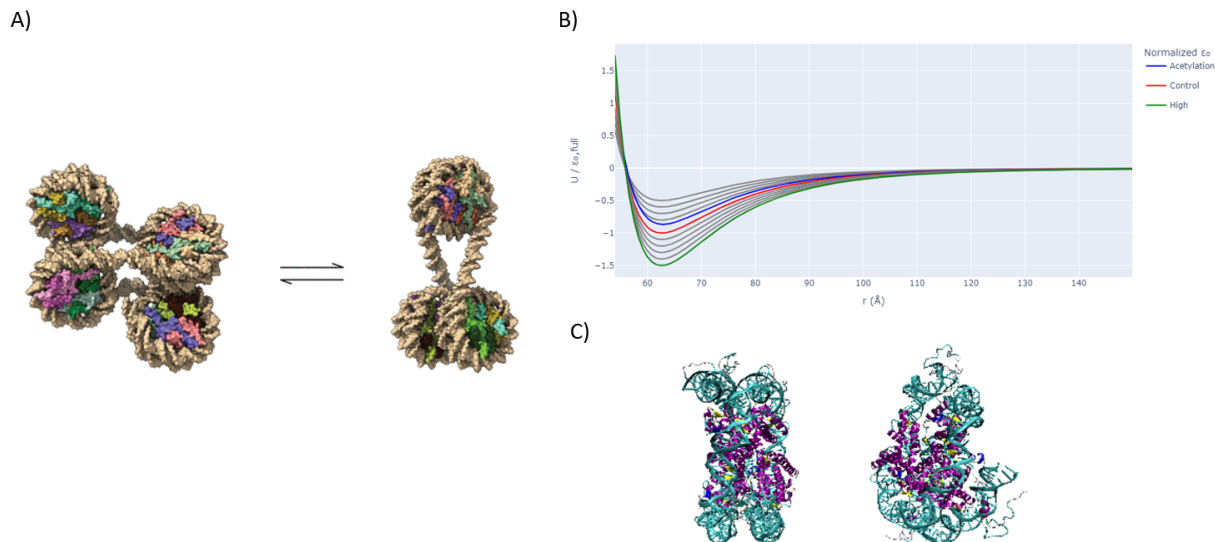 A)
B)
Normalized ε₀
Acetylation
Control
High
U / ε₀,full
1.5
1
0.5
0
−0.5
−1
−1.5
60
70
80
90
100
110
120
130
140
r (Å)
C)